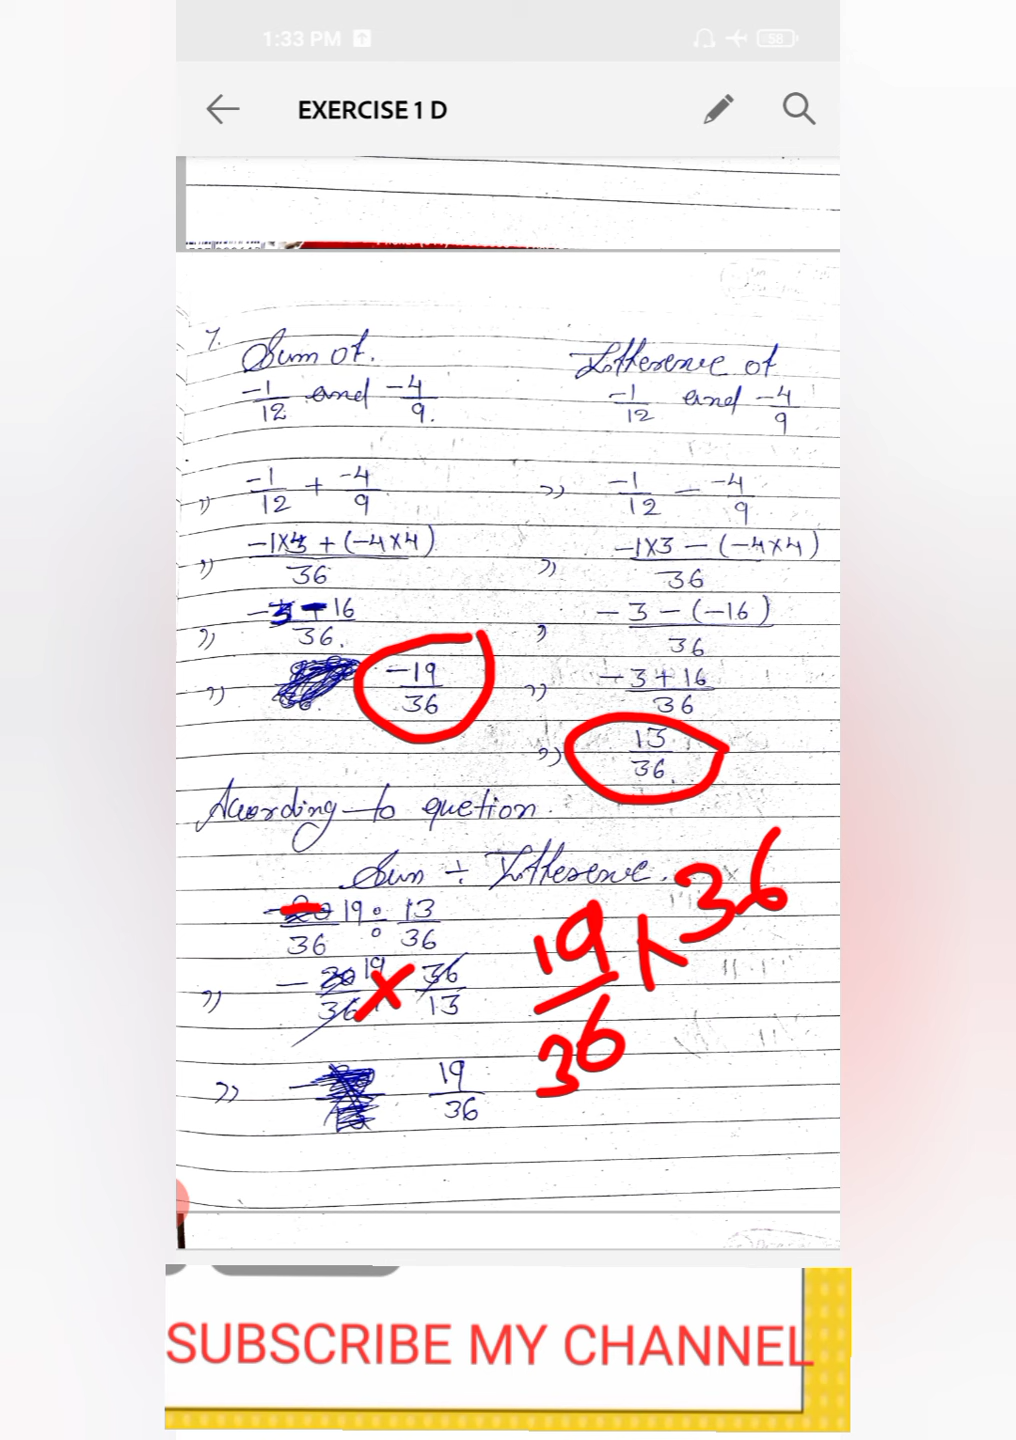 1:33 PM 58
EXERCISE 1 D
7. Sum of.
-1/12 and -4/9.
Difference of
-1/12 and -4/9
-1/12 + -4/9
-1/12 - -4/9
-1×3 + (-4×4) / 36
-1×3 - (-4×4) / 36
-3 - 16 / 36.
-3 - (-16) / 36
-19/36
-3+16 / 36
13/36
According to quetion.
Sum ÷ Difference.
19/36 ÷ 13/36
-19/36 × 36/13
19/36 × 36
19/36
SUBSCRIBE MY CHANNEL